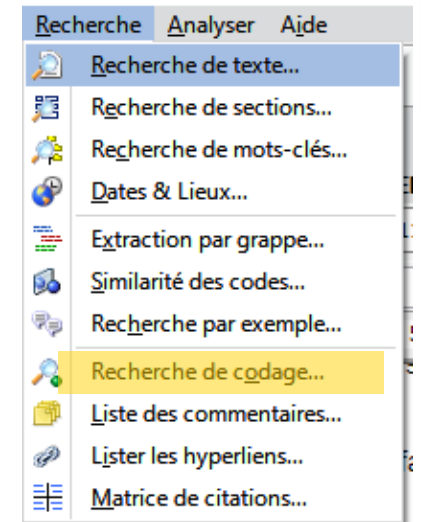 Recherche Analyser Aide
Recherche de texte...
Recherche de sections...
Recherche de mots-clés...
Dates & Lieux...
Extraction par grappe...
Similarité des codes...
Recherche par exemple...
Recherche de codage...
Liste des commentaires...
Lister les hyperliens...
Matrice de citations...